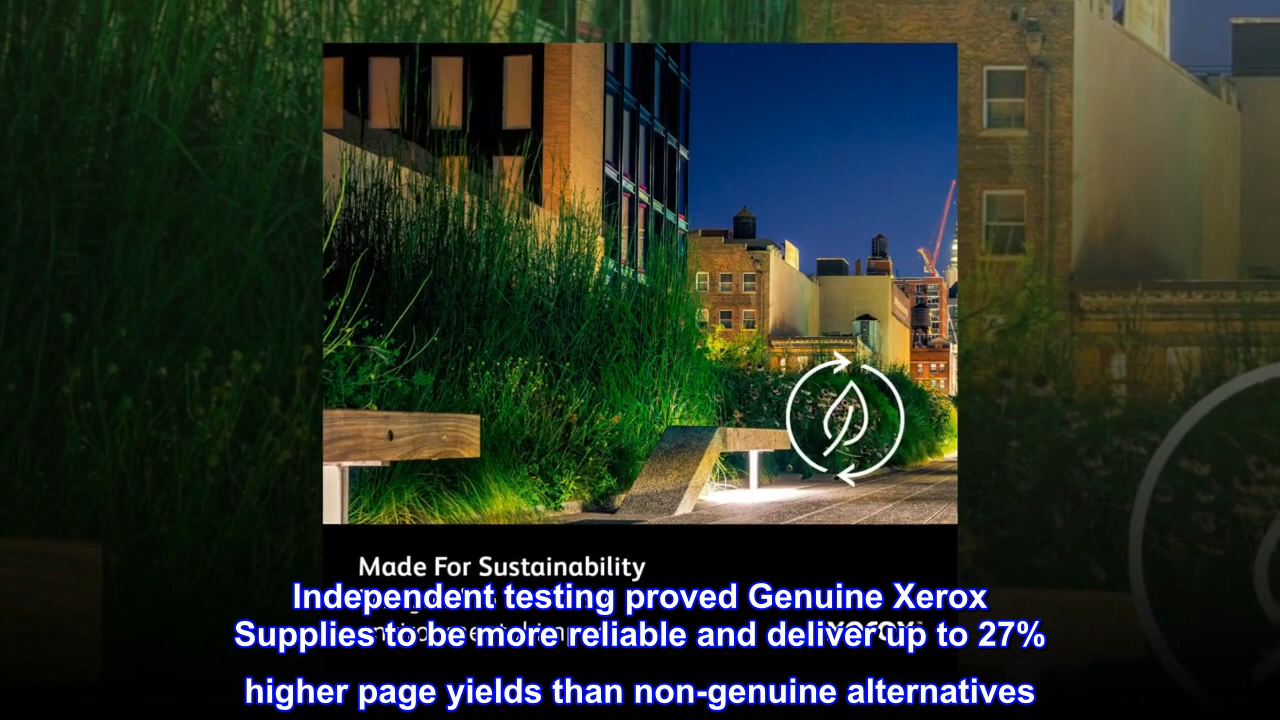 Made For Sustainability
Independent testing proved Genuine Xerox
Supplies to be more reliable and deliver up to 27%
xerox
higher page yields than non-genuine alternatives